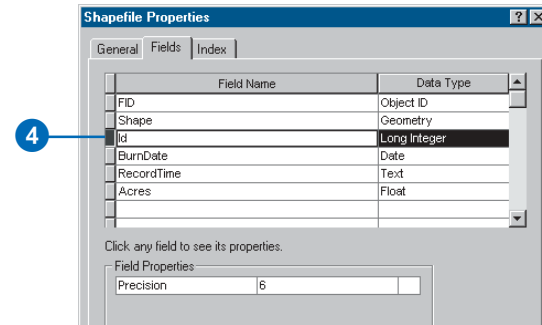 Shapefile Properties
General Fields Index
Field Name Data Type
FID Object ID
Shape Geometry
Id Long Integer
BurnDate Date
RecordTime Text
Acres Float
4
Click any field to see its properties.
Field Properties
Precision 6